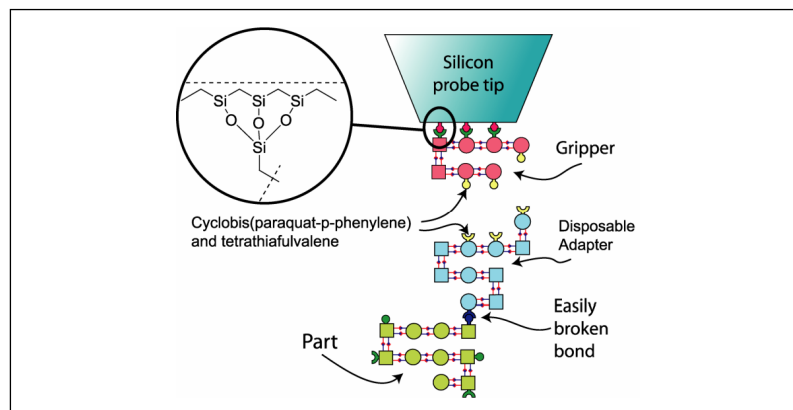 Silicon
probe tip
Si
Si
Si
O
O
O
Si
Gripper
Cyclobis(paraquat-p-phenylene)
and tetrathiafulvalene
Disposable
Adapter
Easily
broken
bond
Part